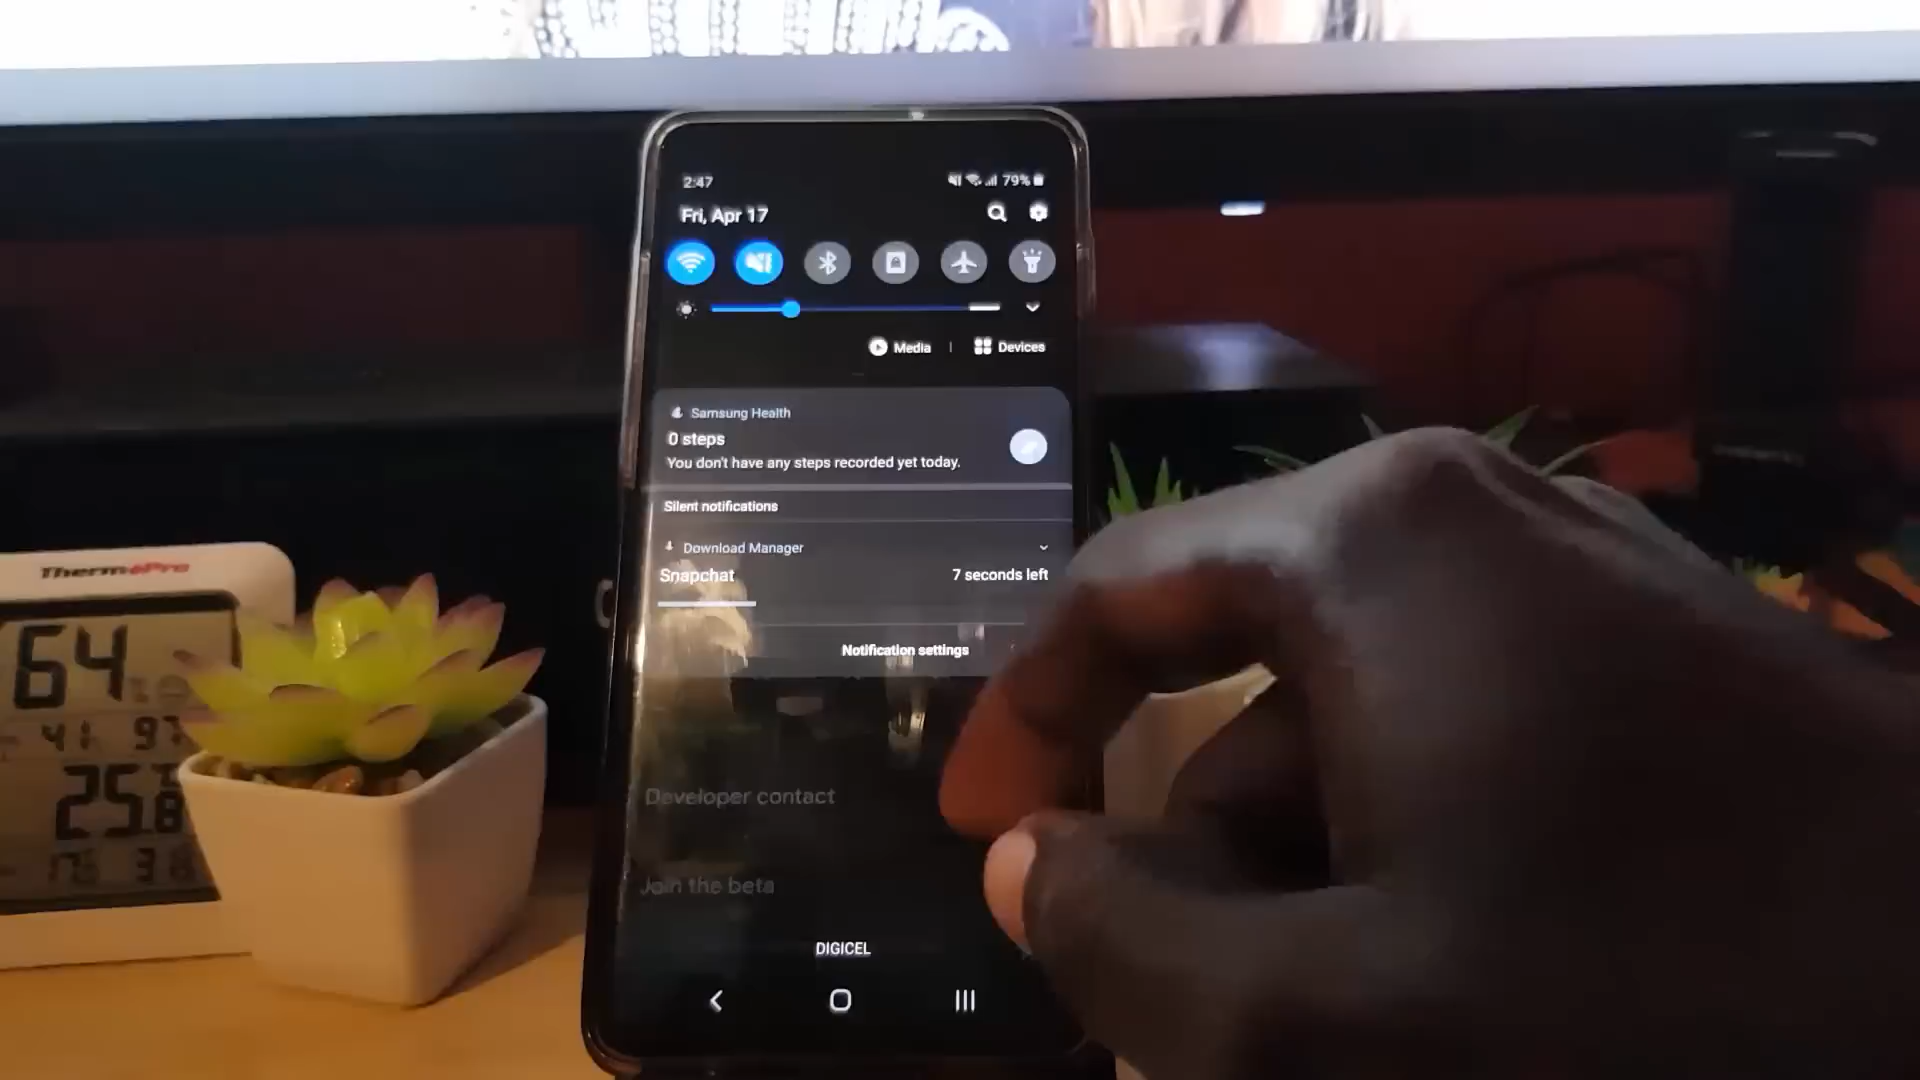 2:47
79%
Fri, Apr 17
Media | Devices
Samsung Health
0 steps
You don't have any steps recorded yet today.
Silent notifications
Download Manager
Snapchat 7 seconds left
Notification settings
Developer contact
Join the beta
DIGICEL
ThermoPro
64
41 97
25.8